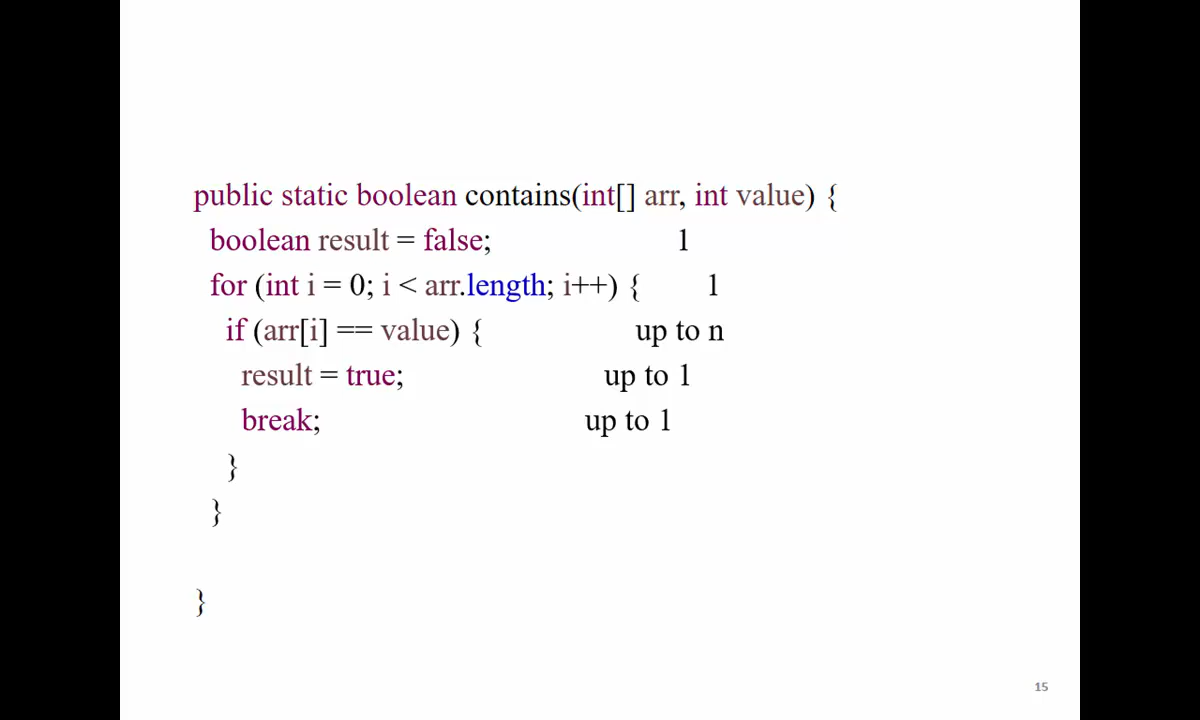 public static boolean contains(int[] arr, int value) {
boolean result = false; 1
for (int i = 0; i < arr.length; i++) { 1
if (arr[i] == value) { up to n
result = true; up to 1
break; up to 1
}
}
}
15